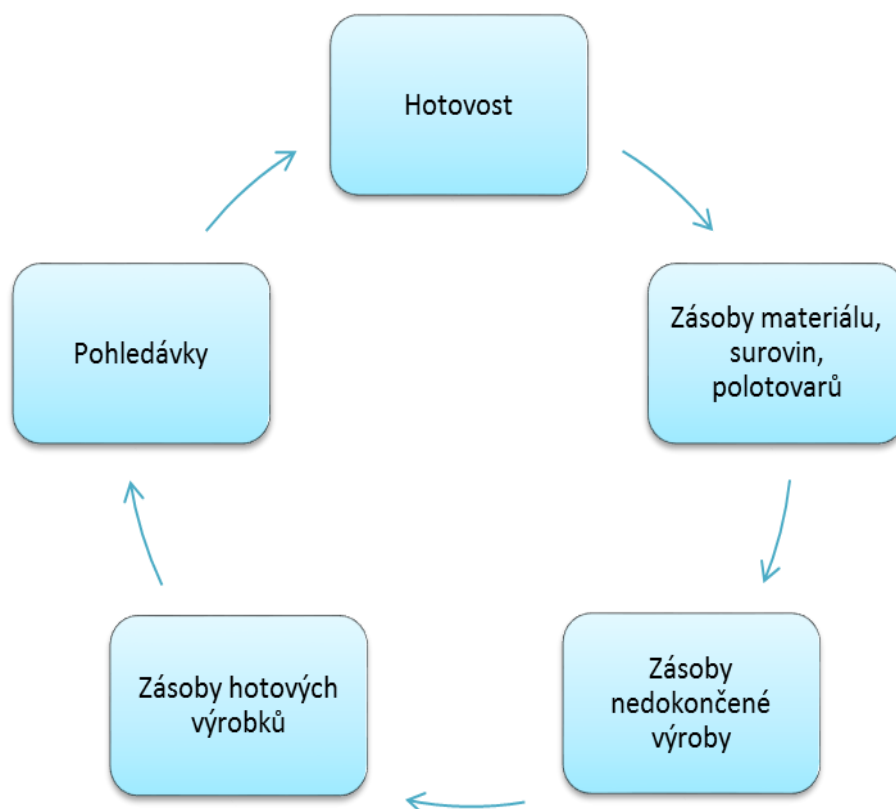 Hotovost
Zásoby materiálu,
surovin,
polotovarů
Zásoby
nedokončené
výroby
Zásoby hotových
výrobků
Pohledávky